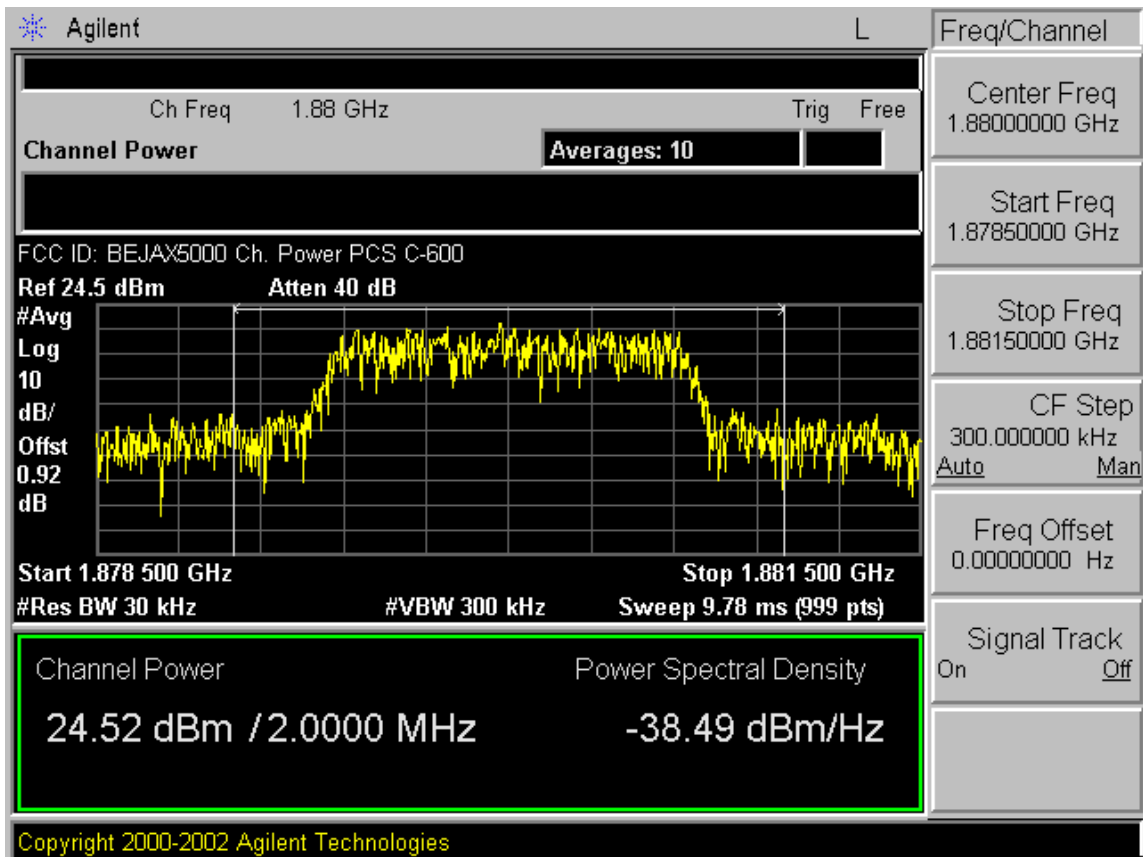 Agilent L
Freq/Channel
Ch Freq 1.88 GHz Trig Free
Channel Power Averages: 10
FCC ID: BEJAX5000 Ch. Power PCS C-600
Ref 24.5 dBm Atten 40 dB
#Avg
Log
10
dB/
Offst
0.92
dB
Start 1.878 500 GHz Stop 1.881 500 GHz
#Res BW 30 kHz #VBW 300 kHz Sweep 9.78 ms (999 pts)
Channel Power Power Spectral Density
24.52 dBm / 2.0000 MHz -38.49 dBm/Hz
Center Freq
1.88000000 GHz
Start Freq
1.87850000 GHz
Stop Freq
1.88150000 GHz
CF Step
300.000000 kHz
Auto Man
Freq Offset
0.00000000 Hz
Signal Track
On Off
Copyright 2000-2002 Agilent Technologies